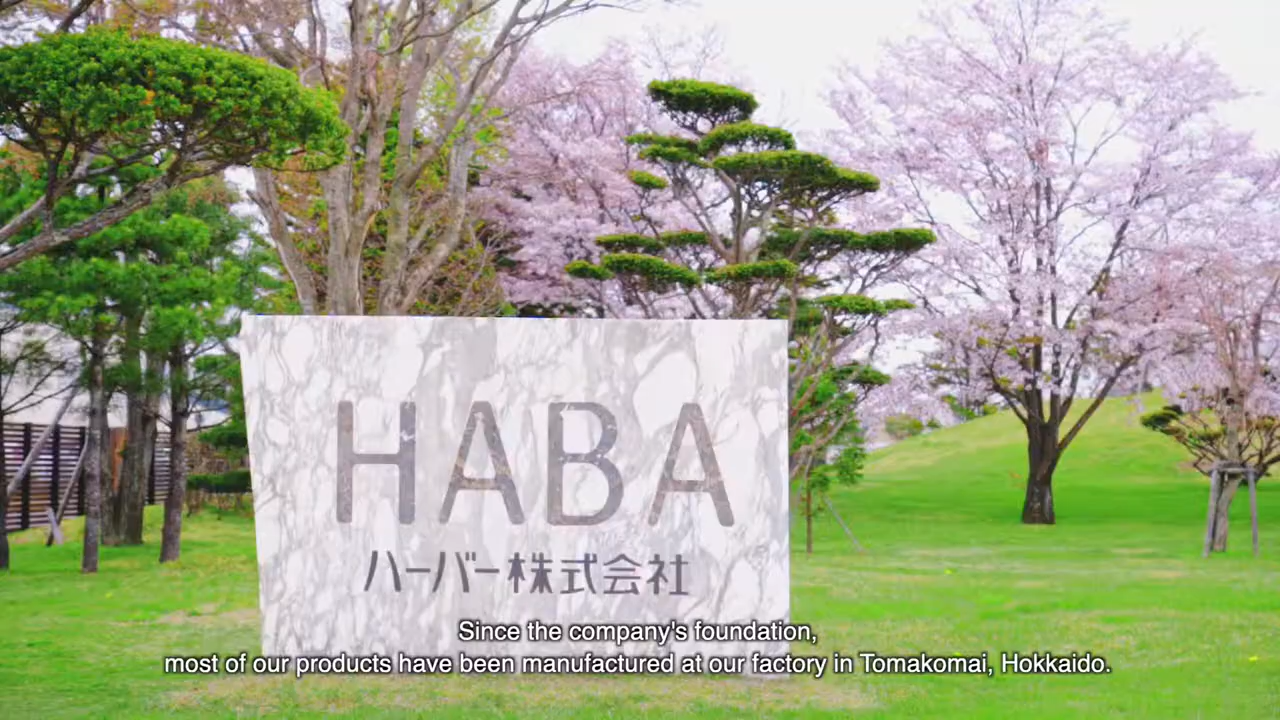 HABA
ハーバー株式会社
Since the company's foundation,
most of our products have been manufactured at our factory in Tomakomai, Hokkaido.